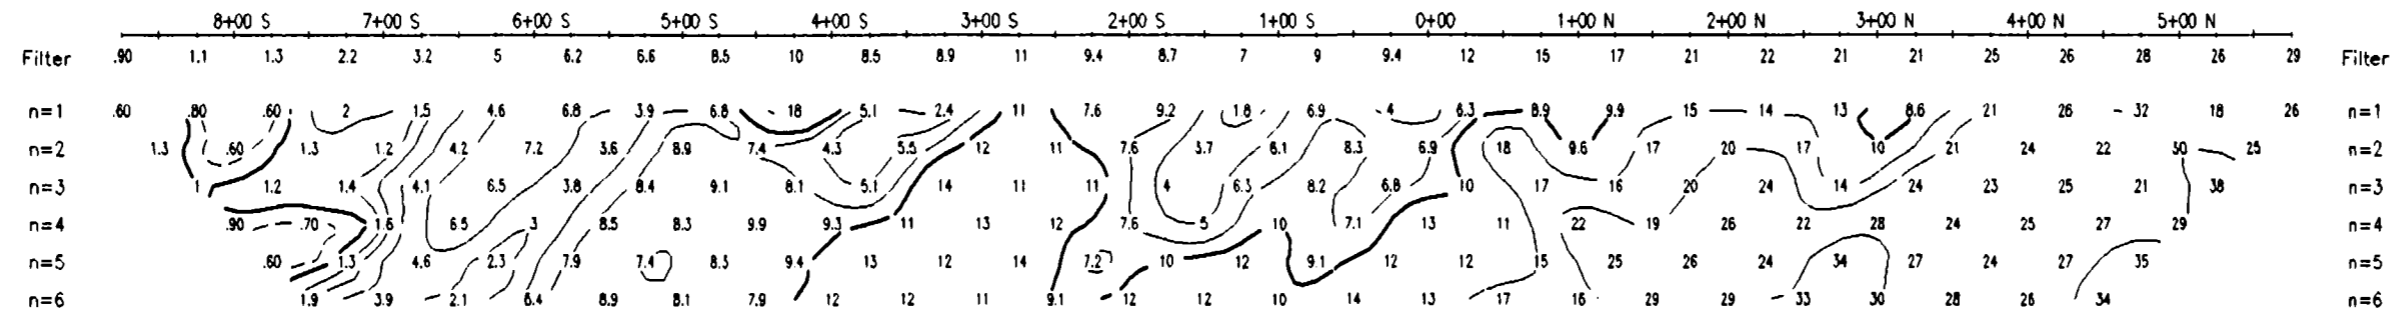 8+00 S 7+00 S 6+00 S 5+00 S 4+00 S 3+00 S 2+00 S 1+00 S 0+00 1+00 N 2+00 N 3+00 N 4+00 N 5+00 N
Filter .90 1.1 1.3 2.2 3.2 5 6.2 6.6 8.5 10 8.5 8.9 11 9.4 8.7 7 9 9.4 12 15 17 21 22 21 21 25 26 28 26 29 Filter
n=1 .60 .80 .60 2 1.5 4.6 6.8 3.9 6.8 18 5.1 2.4 11 7.6 9.2 1.8 6.9 4 6.3 8.9 9.9 15 14 13 8.6 21 26 32 18 26 n=1
n=2 1.3 .60 1.3 1.2 4.2 7.2 3.6 8.9 7.4 4.3 5.5 12 11 7.6 3.7 6.1 8.3 6.9 18 9.6 17 20 17 10 21 24 22 30 25 n=2
n=3 1 1.2 1.4 4.1 6.5 3.8 8.4 9.1 8.1 5.1 14 11 11 4 6.3 8.2 6.8 10 17 16 20 24 14 24 23 25 21 38 n=3
n=4 .90 .70 1.6 6.5 3 8.5 8.3 9.9 9.3 11 13 12 7.6 5 10 7.1 13 11 22 19 26 22 28 24 25 27 29 n=4
n=5 .60 1.3 4.6 2.3 7.9 7.4 8.5 9.4 13 12 14 7.2 10 12 9.1 12 12 15 25 26 24 34 27 24 27 35 n=5
n=6 1.9 3.9 2.1 6.4 8.9 8.1 7.9 12 12 11 9.1 12 12 10 14 13 17 16 29 29 33 30 28 26 34 n=6